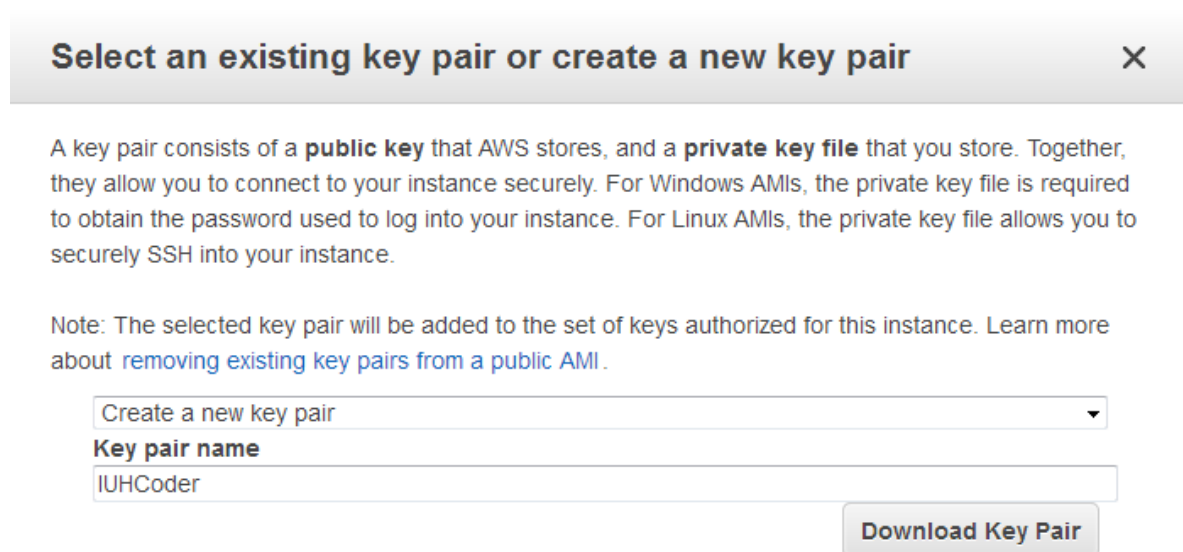 Select an existing key pair or create a new key pair
A key pair consists of a public key that AWS stores, and a private key file that you store. Together,
they allow you to connect to your instance securely. For Windows AMIs, the private key file is required
to obtain the password used to log into your instance. For Linux AMIs, the private key file allows you to
securely SSH into your instance.
Note: The selected key pair will be added to the set of keys authorized for this instance. Learn more
about removing existing key pairs from a public AMI.
Create a new key pair
Key pair name
IUHCoder
Download Key Pair